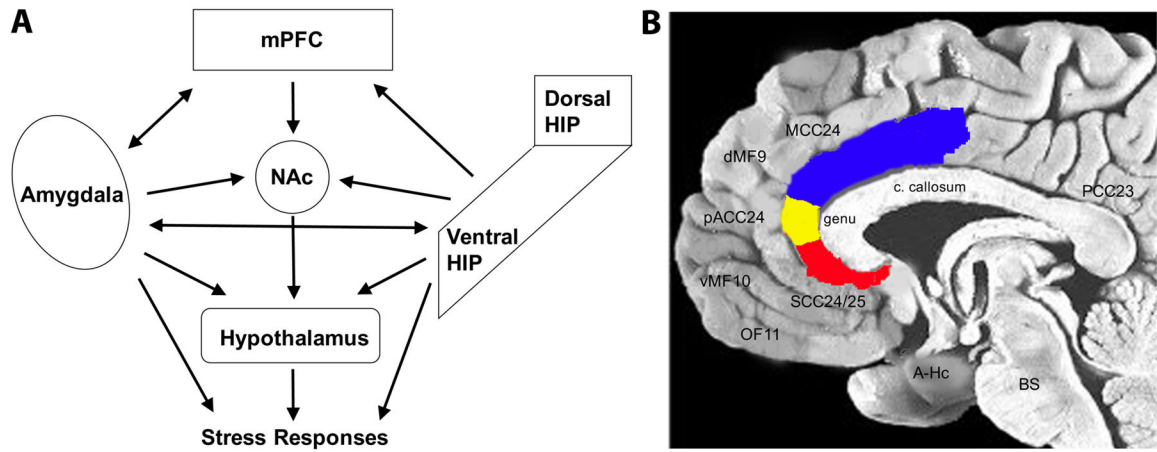 A
mPFC
Dorsal
HIP
Amygdala
NAc
Ventral
HIP
Hypothalamus
Stress Responses
B
MCC24
dMF9
c. callosum
PCC23
pACC24
genu
vMF10
SCC24/25
OF11
A-Hc
BS